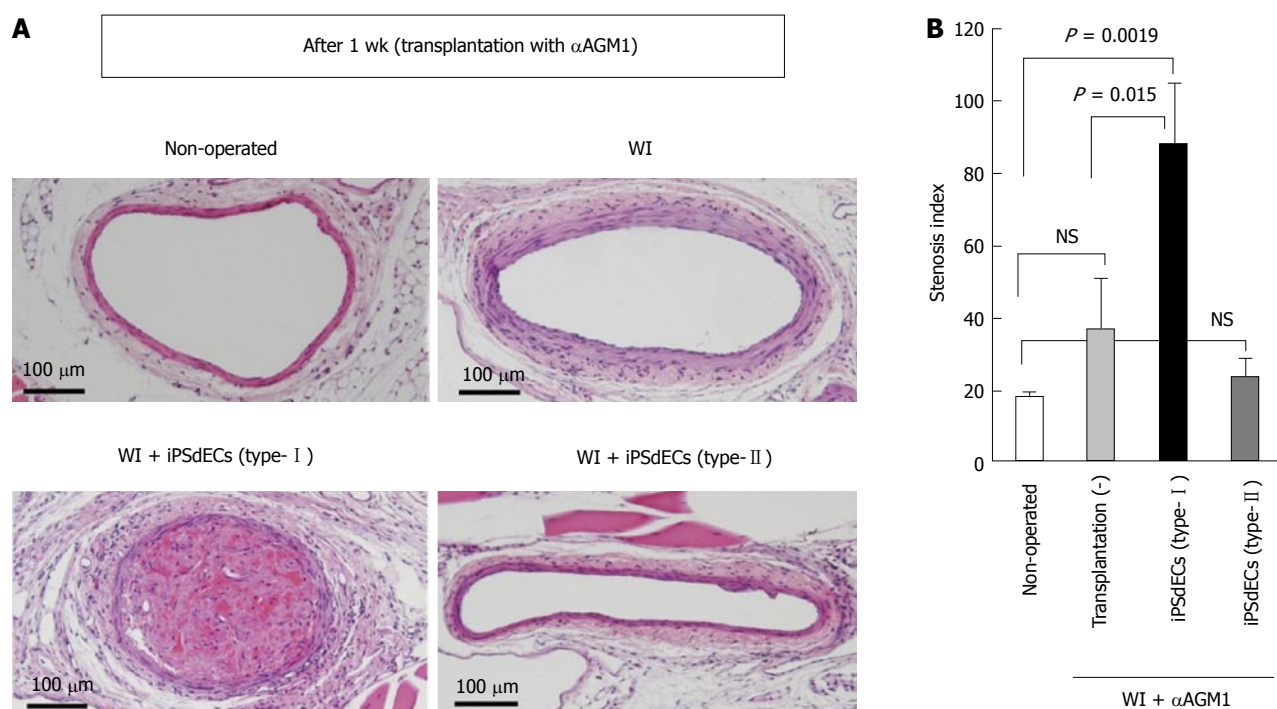 A
After 1 wk (transplantation with αAGM1)
Non-operated
WI
100 μm
100 μm
WI + iPSdECs (type-Ⅰ)
WI + iPSdECs (type-Ⅱ)
100 μm
100 μm
B
Stenosis index
120
100
80
60
40
20
0
P = 0.0019
P = 0.015
NS
NS
Non-operated
Transplantation (-)
iPSdECs (type-Ⅰ)
iPSdECs (type-Ⅱ)
WI + αAGM1